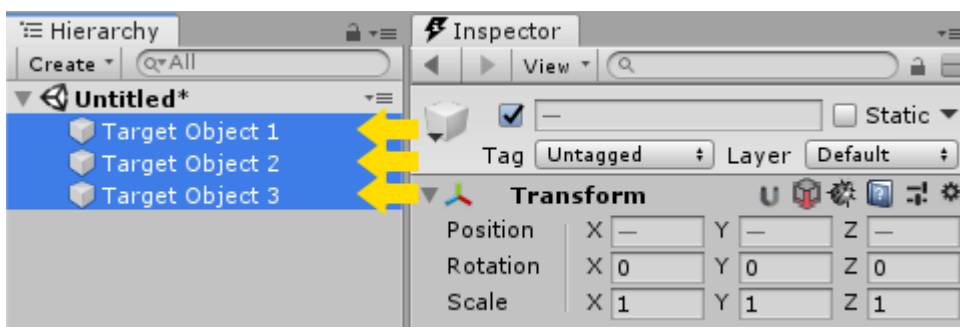 Hierarchy
Create All
Untitled*
Target Object 1
Target Object 2
Target Object 3
Inspector
View
— Static
Tag Untagged Layer Default
Transform
Position X — Y — Z —
Rotation X 0 Y 0 Z 0
Scale X 1 Y 1 Z 1